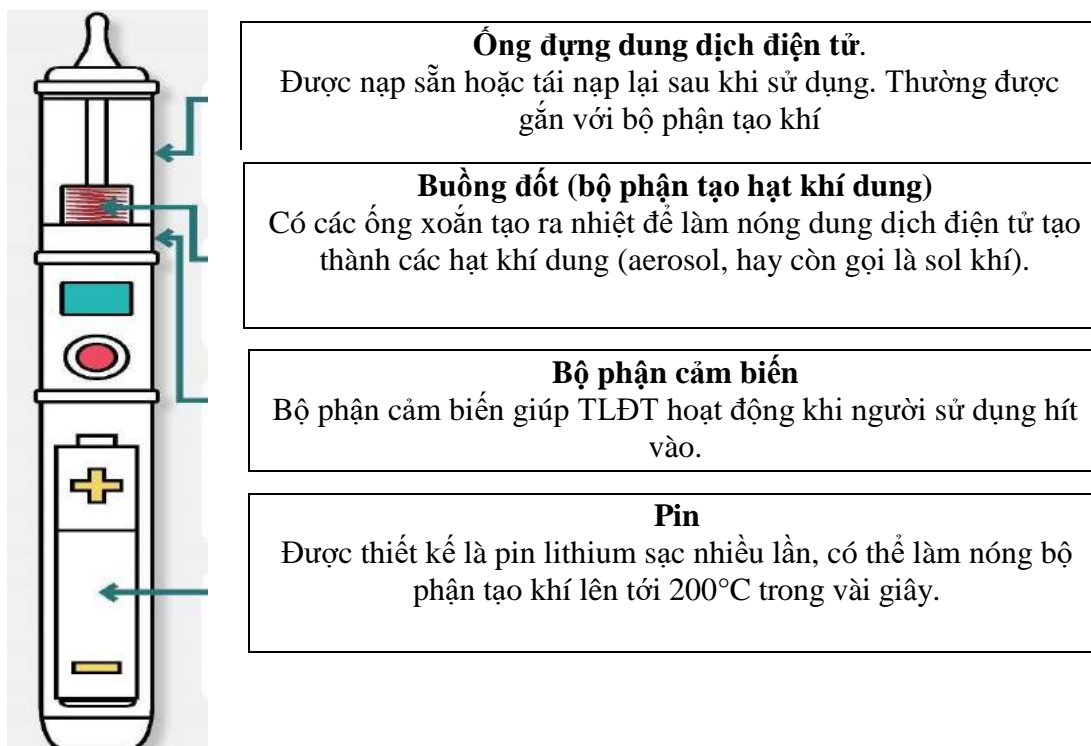 Ống đựng dung dịch điện tử.
Được nạp sẵn hoặc tái nạp lại sau khi sử dụng. Thường được
gắn với bộ phận tạo khí
Buồng đốt (bộ phận tạo hạt khí dung)
Có các ống xoắn tạo ra nhiệt để làm nóng dung dịch điện tử tạo
thành các hạt khí dung (aerosol, hay còn gọi là sol khí).
Bộ phận cảm biến
Bộ phận cảm biến giúp TLĐT hoạt động khi người sử dụng hít
vào.
Pin
Được thiết kế là pin lithium sạc nhiều lần, có thể làm nóng bộ
phận tạo khí lên tới 200°C trong vài giây.